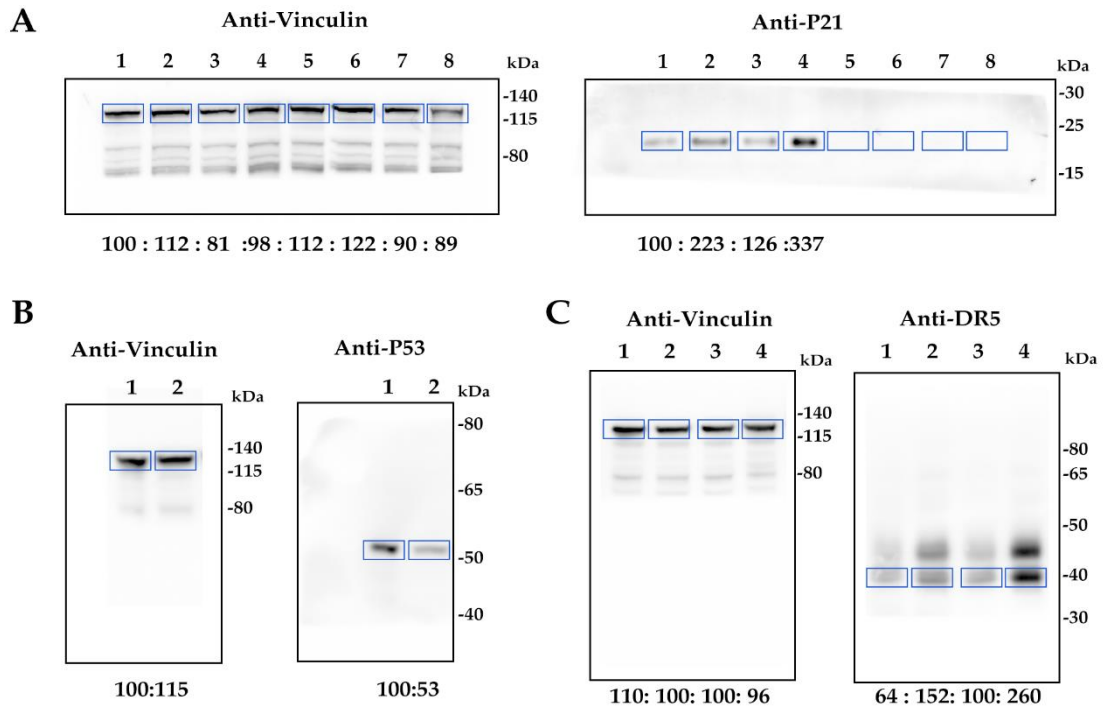 A
Anti-Vinculin
1 2 3 4 5 6 7 8 kDa
-140
-115
-80
100 : 112 : 81 :98 : 112 : 122 : 90 : 89
Anti-P21
1 2 3 4 5 6 7 8 kDa
-30
-25
-15
100 : 223 : 126 :337
B
Anti-Vinculin
1 2 kDa
-140
-115
-80
100:115
Anti-P53
1 2 kDa
-80
-65
-50
-40
100:53
C
Anti-Vinculin
1 2 3 4 kDa
-140
-115
-80
110: 100: 100: 96
Anti-DR5
1 2 3 4 kDa
-80
-65
-50
-40
-30
64 : 152: 100: 260